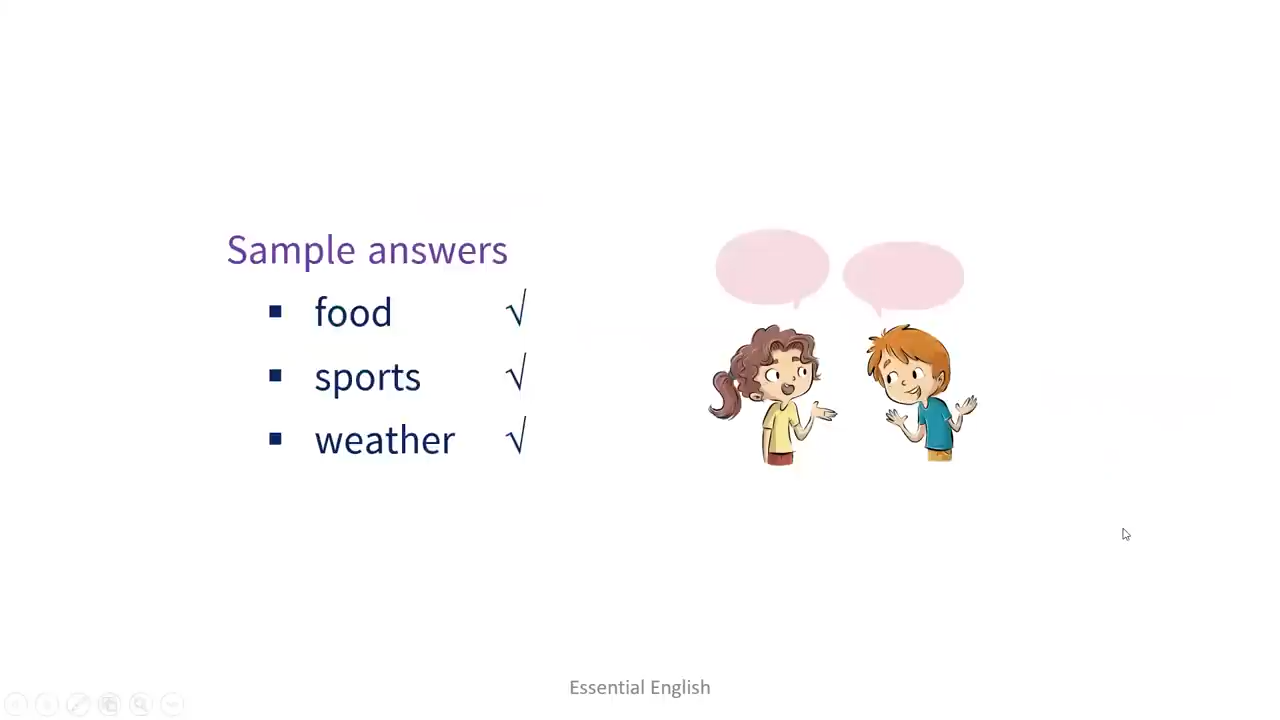 Sample answers
▪ food √
▪ sports √
▪ weather √
Essential English